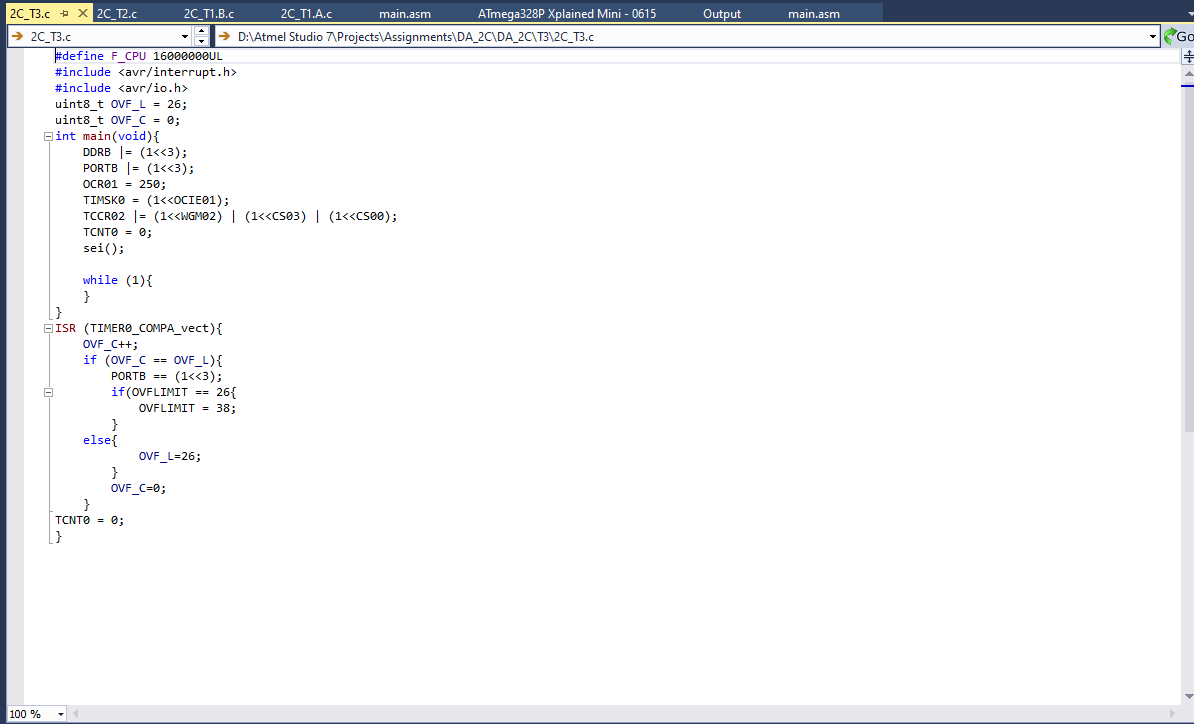 2C_T3.c 2C_T2.c 2C_T1.B.c 2C_T1.A.c main.asm ATmega328P Xplained Mini - 0615 Output main.asm
2C_T3.c D:\Atmel Studio 7\Projects\Assignments\DA_2C\DA_2C\T3\2C_T3.c Go
#define F_CPU 16000000UL
#include <avr/interrupt.h>
#include <avr/io.h>
uint8_t OVF_L = 26;
uint8_t OVF_C = 0;
int main(void){
    DDRB |= (1<<3);
    PORTB |= (1<<3);
    OCR01 = 250;
    TIMSK0 = (1<<OCIE01);
    TCCR02 |= (1<<WGM02) | (1<<CS03) | (1<<CS00);
    TCNT0 = 0;
    sei();
    while (1){
    }
}
ISR (TIMER0_COMPA_vect){
    OVF_C++;
    if (OVF_C == OVF_L){
        PORTB == (1<<3);
        if(OVFLIMIT == 26{
            OVFLIMIT = 38;
        }
    else{
            OVF_L=26;
        }
        OVF_C=0;
    }
TCNT0 = 0;
}
100 %